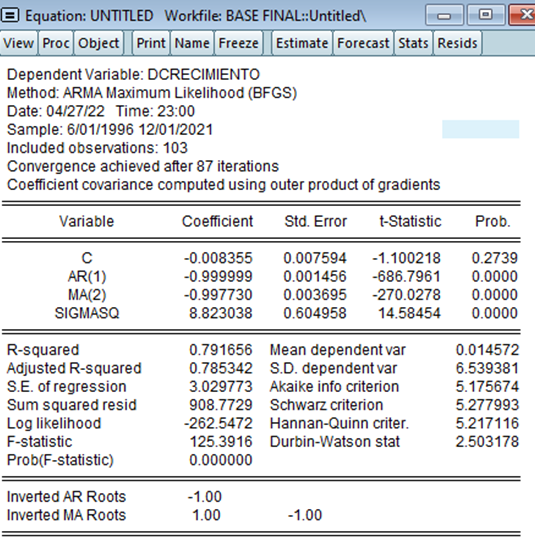 Equation: UNTITLED Workfile: BASE FINAL::Untitled\
View Proc Object Print Name Freeze Estimate Forecast Stats Resids
Dependent Variable: DCRECIMIENTO
Method: ARMA Maximum Likelihood (BFGS)
Date: 04/27/22 Time: 23:00
Sample: 6/01/1996 12/01/2021
Included observations: 103
Convergence achieved after 87 iterations
Coefficient covariance computed using outer product of gradients
Variable Coefficient Std. Error t-Statistic Prob.
C -0.008355 0.007594 -1.100218 0.2739
AR(1) -0.999999 0.001456 -686.7961 0.0000
MA(2) -0.997730 0.003695 -270.0278 0.0000
SIGMASQ 8.823038 0.604958 14.58454 0.0000
R-squared 0.791656 Mean dependent var 0.014572
Adjusted R-squared 0.785342 S.D. dependent var 6.539381
S.E. of regression 3.029773 Akaike info criterion 5.175674
Sum squared resid 908.7729 Schwarz criterion 5.277993
Log likelihood -262.5472 Hannan-Quinn criter. 5.217116
F-statistic 125.3916 Durbin-Watson stat 2.503178
Prob(F-statistic) 0.000000
Inverted AR Roots -1.00
Inverted MA Roots 1.00 -1.00